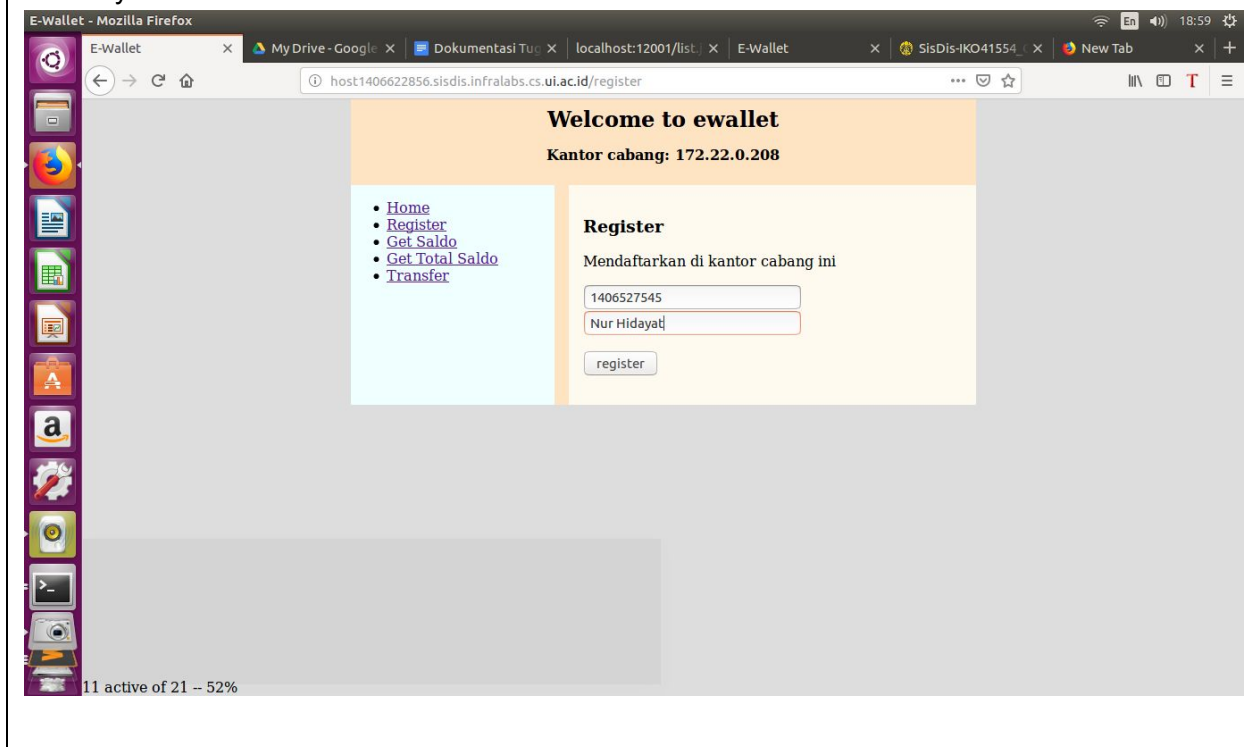 E-Wallet - Mozilla Firefox
En
18:59
E-Wallet
My Drive - Google
Dokumentasi Tug
localhost:12001/list.
E-Wallet
SisDis-IKO41554_
New Tab
host1406622856.sisdis.infralabs.cs.ui.ac.id/register
Welcome to ewallet
Kantor cabang: 172.22.0.208
Home
Register
Get Saldo
Get Total Saldo
Transfer
Register
Mendaftarkan di kantor cabang ini
1406527545
Nur Hidayat
register
11 active of 21 -- 52%